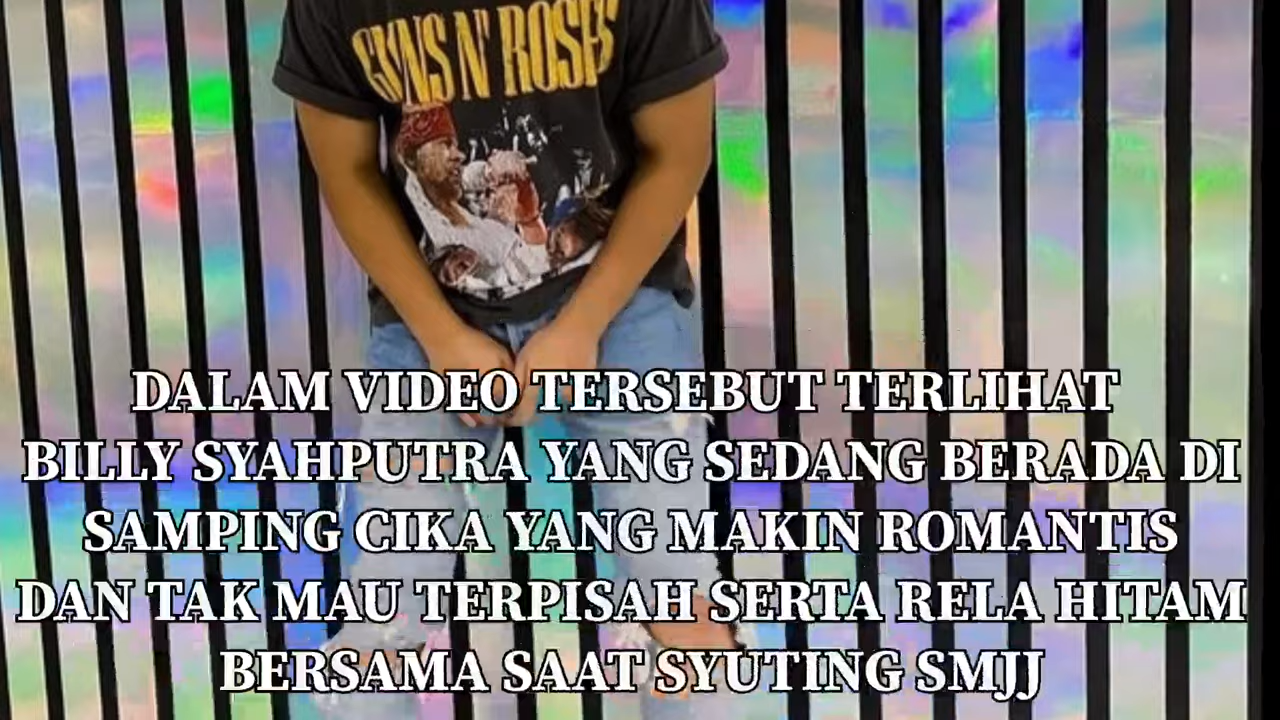 GUNS N' ROSES
DALAM VIDEO TERSEBUT TERLIHAT
BILLY SYAHPUTRA YANG SEDANG BERADA DI
SAMPING CIKA YANG MAKIN ROMANTIS
DAN TAK MAU TERPISAH SERTA RELA HITAM
BERSAMA SAAT SYUTING SMJJ